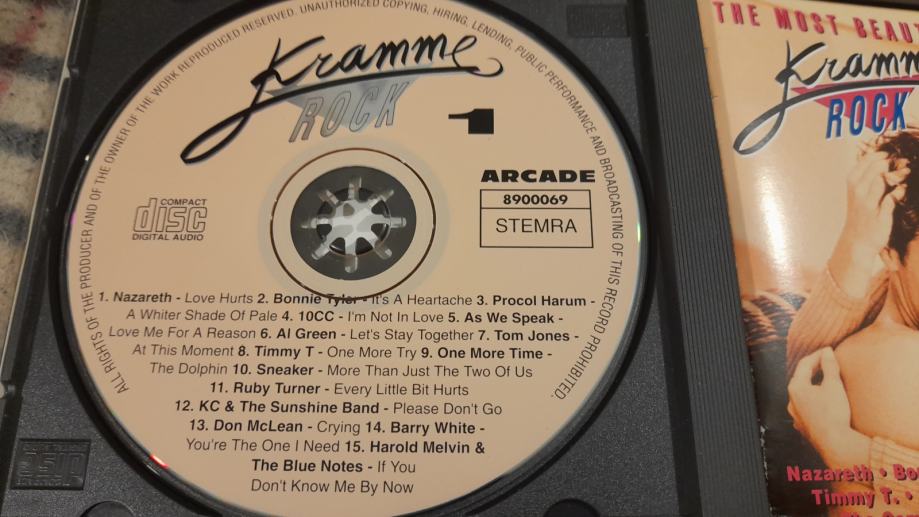 ALL RIGHTS OF THE PRODUCER AND OF THE OWNER OF THE WORK REPRODUCED RESERVED. UNAUTHORIZED COPYING, HIRING, LENDING, PUBLIC PERFORMANCE AND BROADCASTING OF THIS RECORD PROHIBITED.
Kramme
ROCK
1
ARCADE
8900069
STEMRA
COMPACT
disc
DIGITAL AUDIO
1. Nazareth - Love Hurts 2. Bonnie Tyler - It's A Heartache 3. Procol Harum -
A Whiter Shade Of Pale 4. 10CC - I'm Not In Love 5. As We Speak -
Love Me For A Reason 6. Al Green - Let's Stay Together 7. Tom Jones -
At This Moment 8. Timmy T - One More Try 9. One More Time -
The Dolphin 10. Sneaker - More Than Just The Two Of Us
11. Ruby Turner - Every Little Bit Hurts
12. KC & The Sunshine Band - Please Don't Go
13. Don McLean - Crying 14. Barry White -
You're The One I Need 15. Harold Melvin &
The Blue Notes - If You
Don't Know Me By Now
disc
THE MOST BEAU
Kramm
ROCK
Nazareth • Bo
Timmy T. •